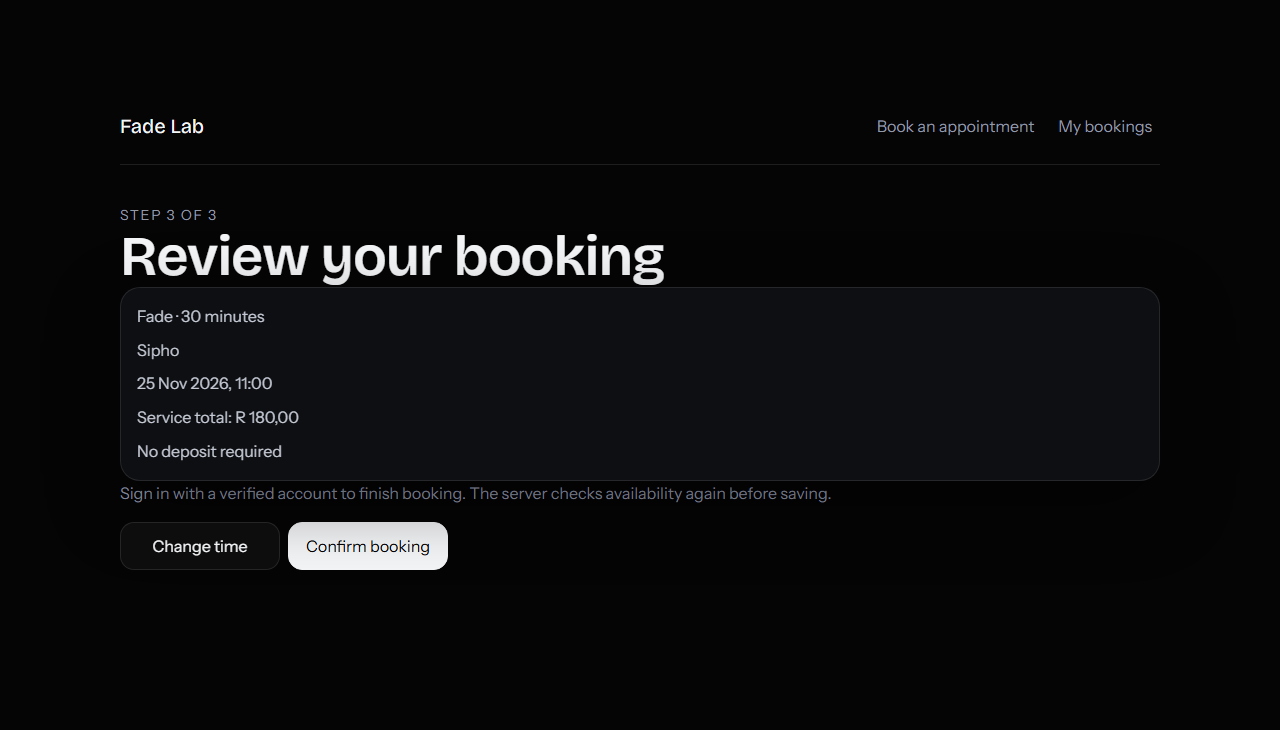 Fade Lab
Book an appointment
My bookings
STEP 3 OF 3
Review your booking
Fade · 30 minutes
Sipho
25 Nov 2026, 11:00
Service total: R 180,00
No deposit required
Sign in with a verified account to finish booking. The server checks availability again before saving.
Change time
Confirm booking